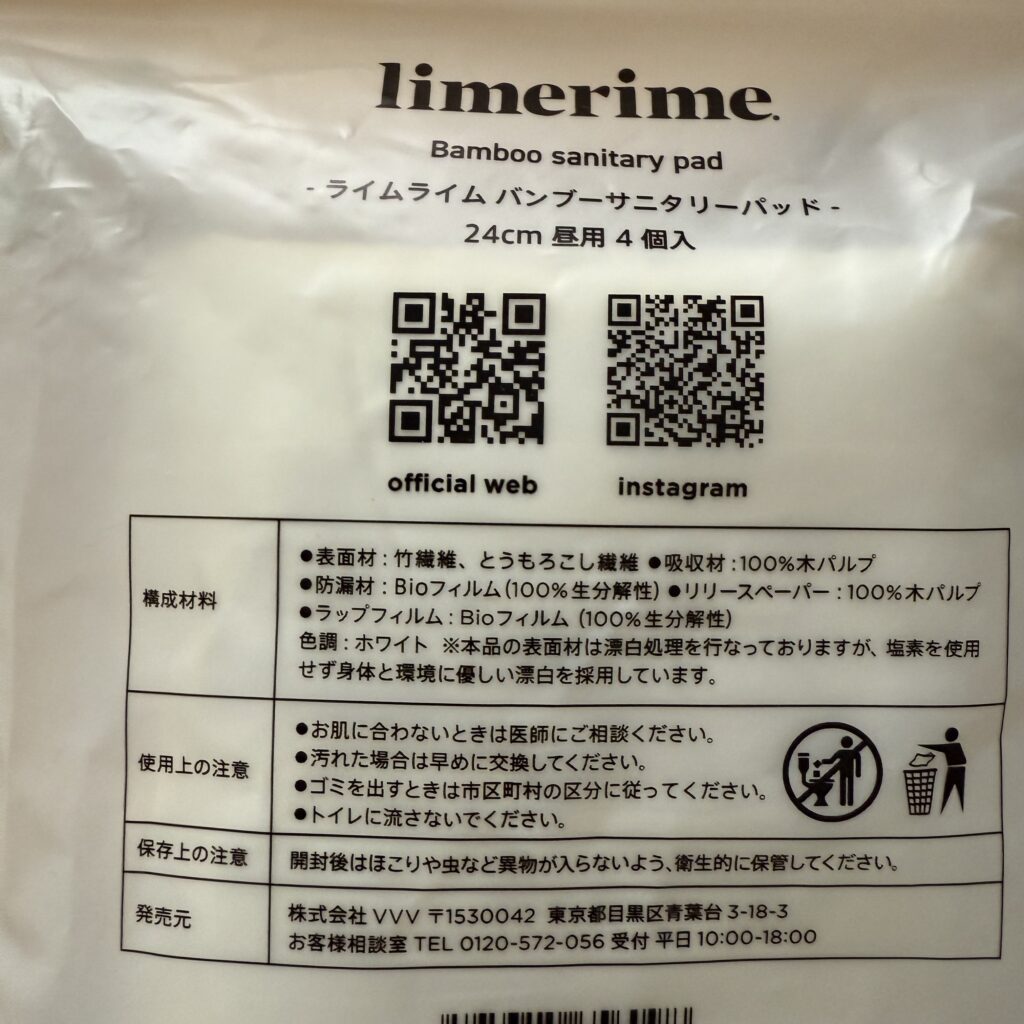 limerime.
Bamboo sanitary pad
- ライムライム バンブーサニタリーパッド -
24cm 昼用 4 個入
official web
instagram
構成材料
●表面材 : 竹繊維、とうもろこし繊維 ●吸収材 : 100%木パルプ
●防漏材 : Bioフィルム (100%生分解性) ●リリースペーパー : 100%木パルプ
●ラップフィルム : Bioフィルム (100%生分解性)
色調 : ホワイト ※本品の表面材は漂白処理を行なっておりますが、塩素を使用
せず身体と環境に優しい漂白を採用しています。
使用上の注意
●お肌に合わないときは医師にご相談ください。
●汚れた場合は早めに交換してください。
●ゴミを出すときは市区町村の区分に従ってください。
●トイレに流さないでください。
保存上の注意
開封後はほこりや虫など異物が入らないよう、衛生的に保管してください。
発売元
株式会社 VVV 〒1530042 東京都目黒区青葉台 3-18-3
お客様相談室 TEL 0120-572-056 受付 平日 10:00-18:00